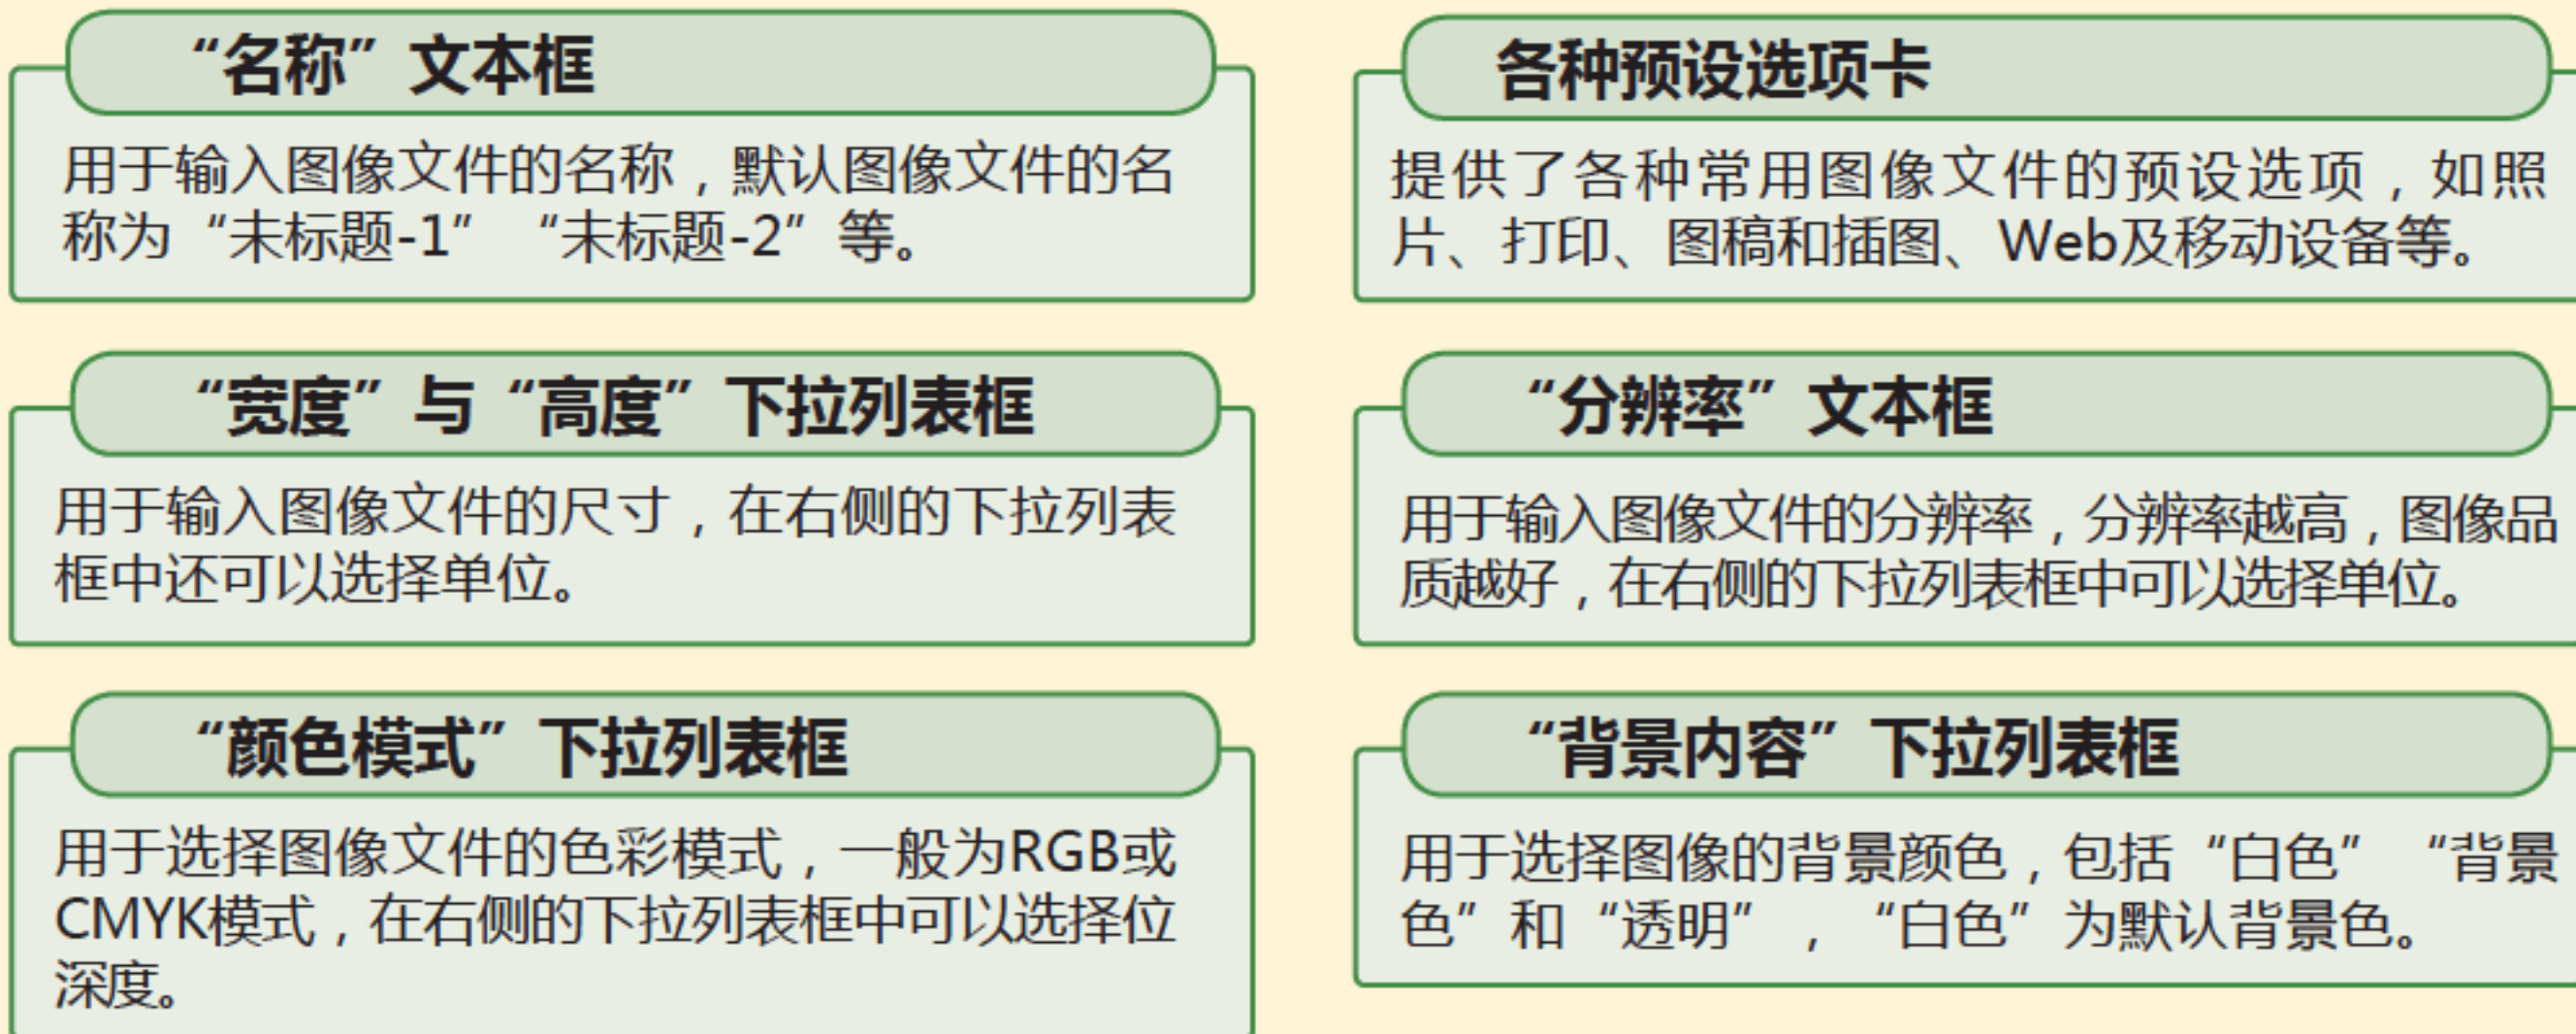 “名称”文本框
用于输入图像文件的名称，默认图像文件的名
称为“未标题-1”“未标题-2”等。
各种预设选项卡
提供了各种常用图像文件的预设选项，如照
片、打印、图稿和插图、Web及移动设备等。
“宽度”与“高度”下拉列表框
用于输入图像文件的尺寸，在右侧的下拉列表
框中还可以选择单位。
“分辨率”文本框
用于输入图像文件的分辨率，分辨率越高，图像品
质越好，在右侧的下拉列表框中可以选择单位。
“颜色模式”下拉列表框
用于选择图像文件的色彩模式，一般为RGB或
CMYK模式，在右侧的下拉列表框中可以选择位
深度。
“背景内容”下拉列表框
用于选择图像的背景颜色，包括“白色”“背景
色”和“透明”，“白色”为默认背景色。